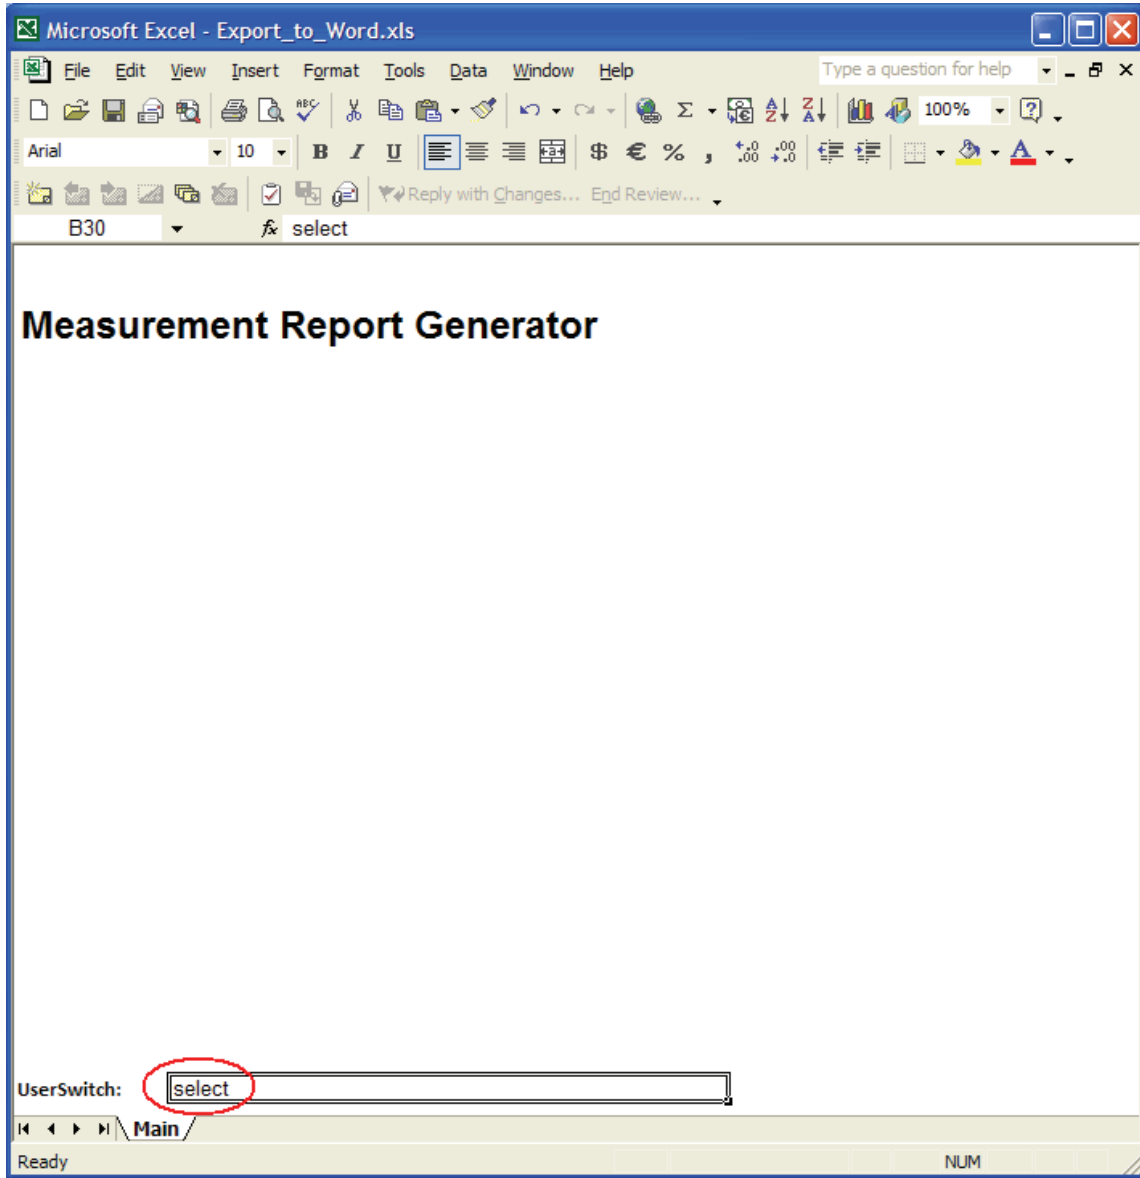 Microsoft Excel - Export_to_Word.xls
File Edit View Insert Format Tools Data Window Help Type a question for help
100%
Arial 10 B I U $ € % ,
Reply with Changes... End Review...
B30 fx select
Measurement Report Generator
UserSwitch: select
Main
Ready NUM